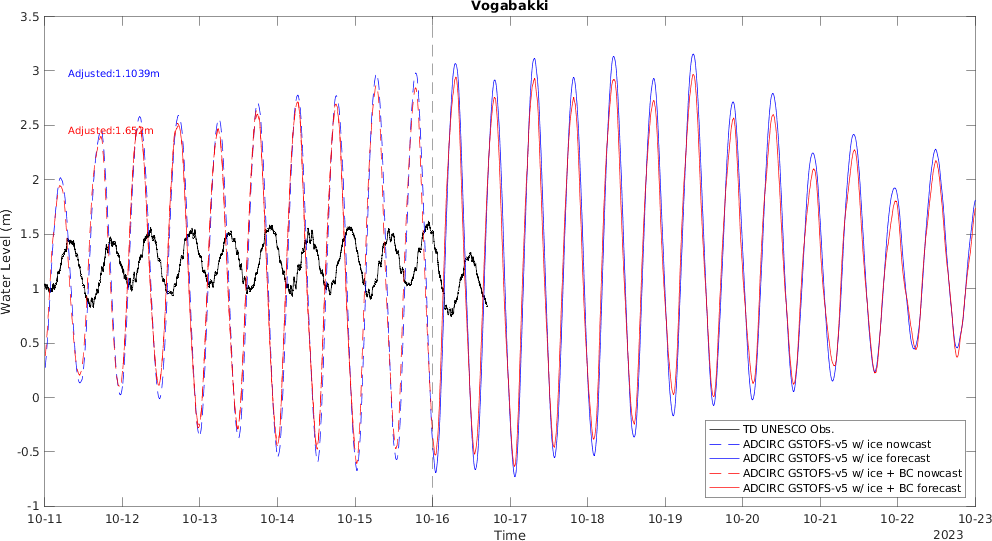 Vogabakki
3.5
3
2.5
2
1.5
1
0.5
0
-0.5
-1
Water Level (m)
Adjusted:1.1039m
TD UNESCO Obs.
ADCIRC GSTOFS-v5 w/ ice nowcast
ADCIRC GSTOFS-v5 w/ ice forecast
ADCIRC GSTOFS-v5 w/ ice + BC nowcast
ADCIRC GSTOFS-v5 w/ ice + BC forecast
10-11 10-12 10-13 10-14 10-15 10-16 10-17 10-18 10-19 10-20 10-21 10-22 10-23
Time
2023